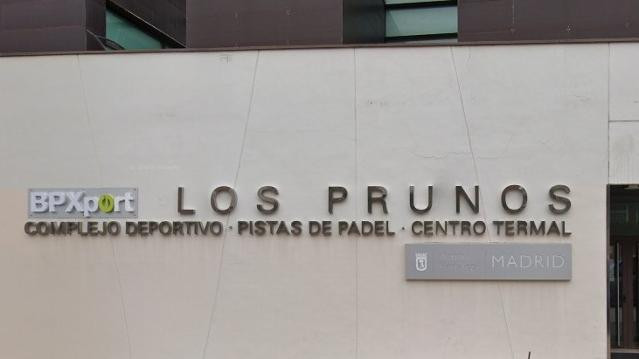 BPXport LOS PRUNOS
COMPLEJO DEPORTIVO · PISTAS DE PADEL · CENTRO TERMAL
MADRID